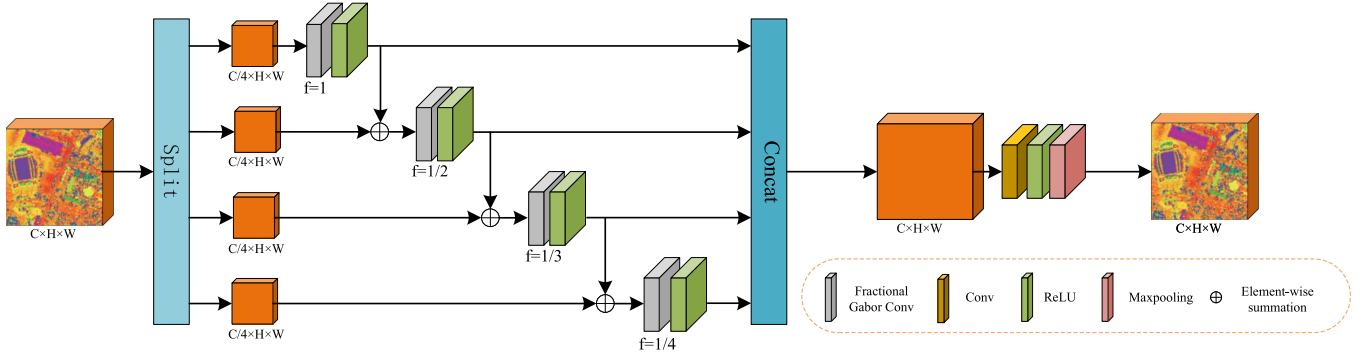 C×H×W
Split
C/4×H×W
f=1
C/4×H×W
f=1/2
C/4×H×W
f=1/3
C/4×H×W
f=1/4
Concat
C×H×W
C×H×W
Fractional
Gabor Conv
Conv
ReLU
Maxpooling
Element-wise
summation